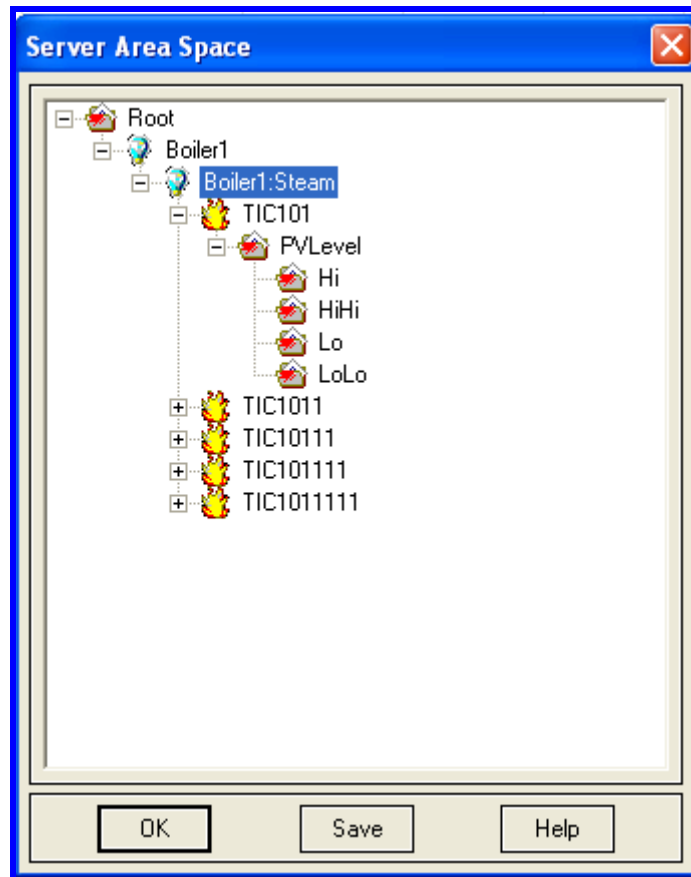 Server Area Space
Root
Boiler1
Boiler1:Steam
TIC101
PVLevel
Hi
HiHi
Lo
LoLo
TIC1011
TIC10111
TIC101111
TIC1011111
OK Save Help